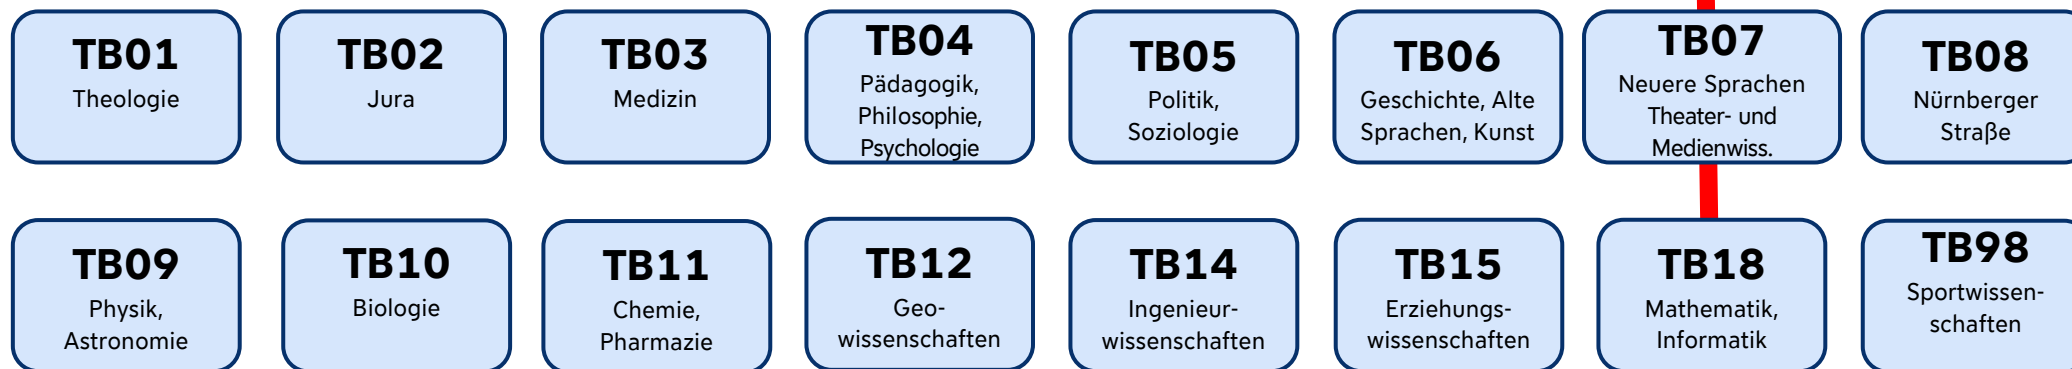 TB01
Theologie
TB02
Jura
TB03
Medizin
TB04
Pädagogik,
Philosophie,
Psychologie
TB05
Politik,
Soziologie
TB06
Geschichte, Alte
Sprachen, Kunst
TB07
Neuere Sprachen
Theater- und
Medienwiss.
TB08
Nürnberger
Straße
TB09
Physik,
Astronomie
TB10
Biologie
TB11
Chemie,
Pharmazie
TB12
Geo-
wissenschaften
TB14
Ingenieur-
wissenschaften
TB15
Erziehungs-
wissenschaften
TB18
Mathematik,
Informatik
TB98
Sportwissen-
schaften